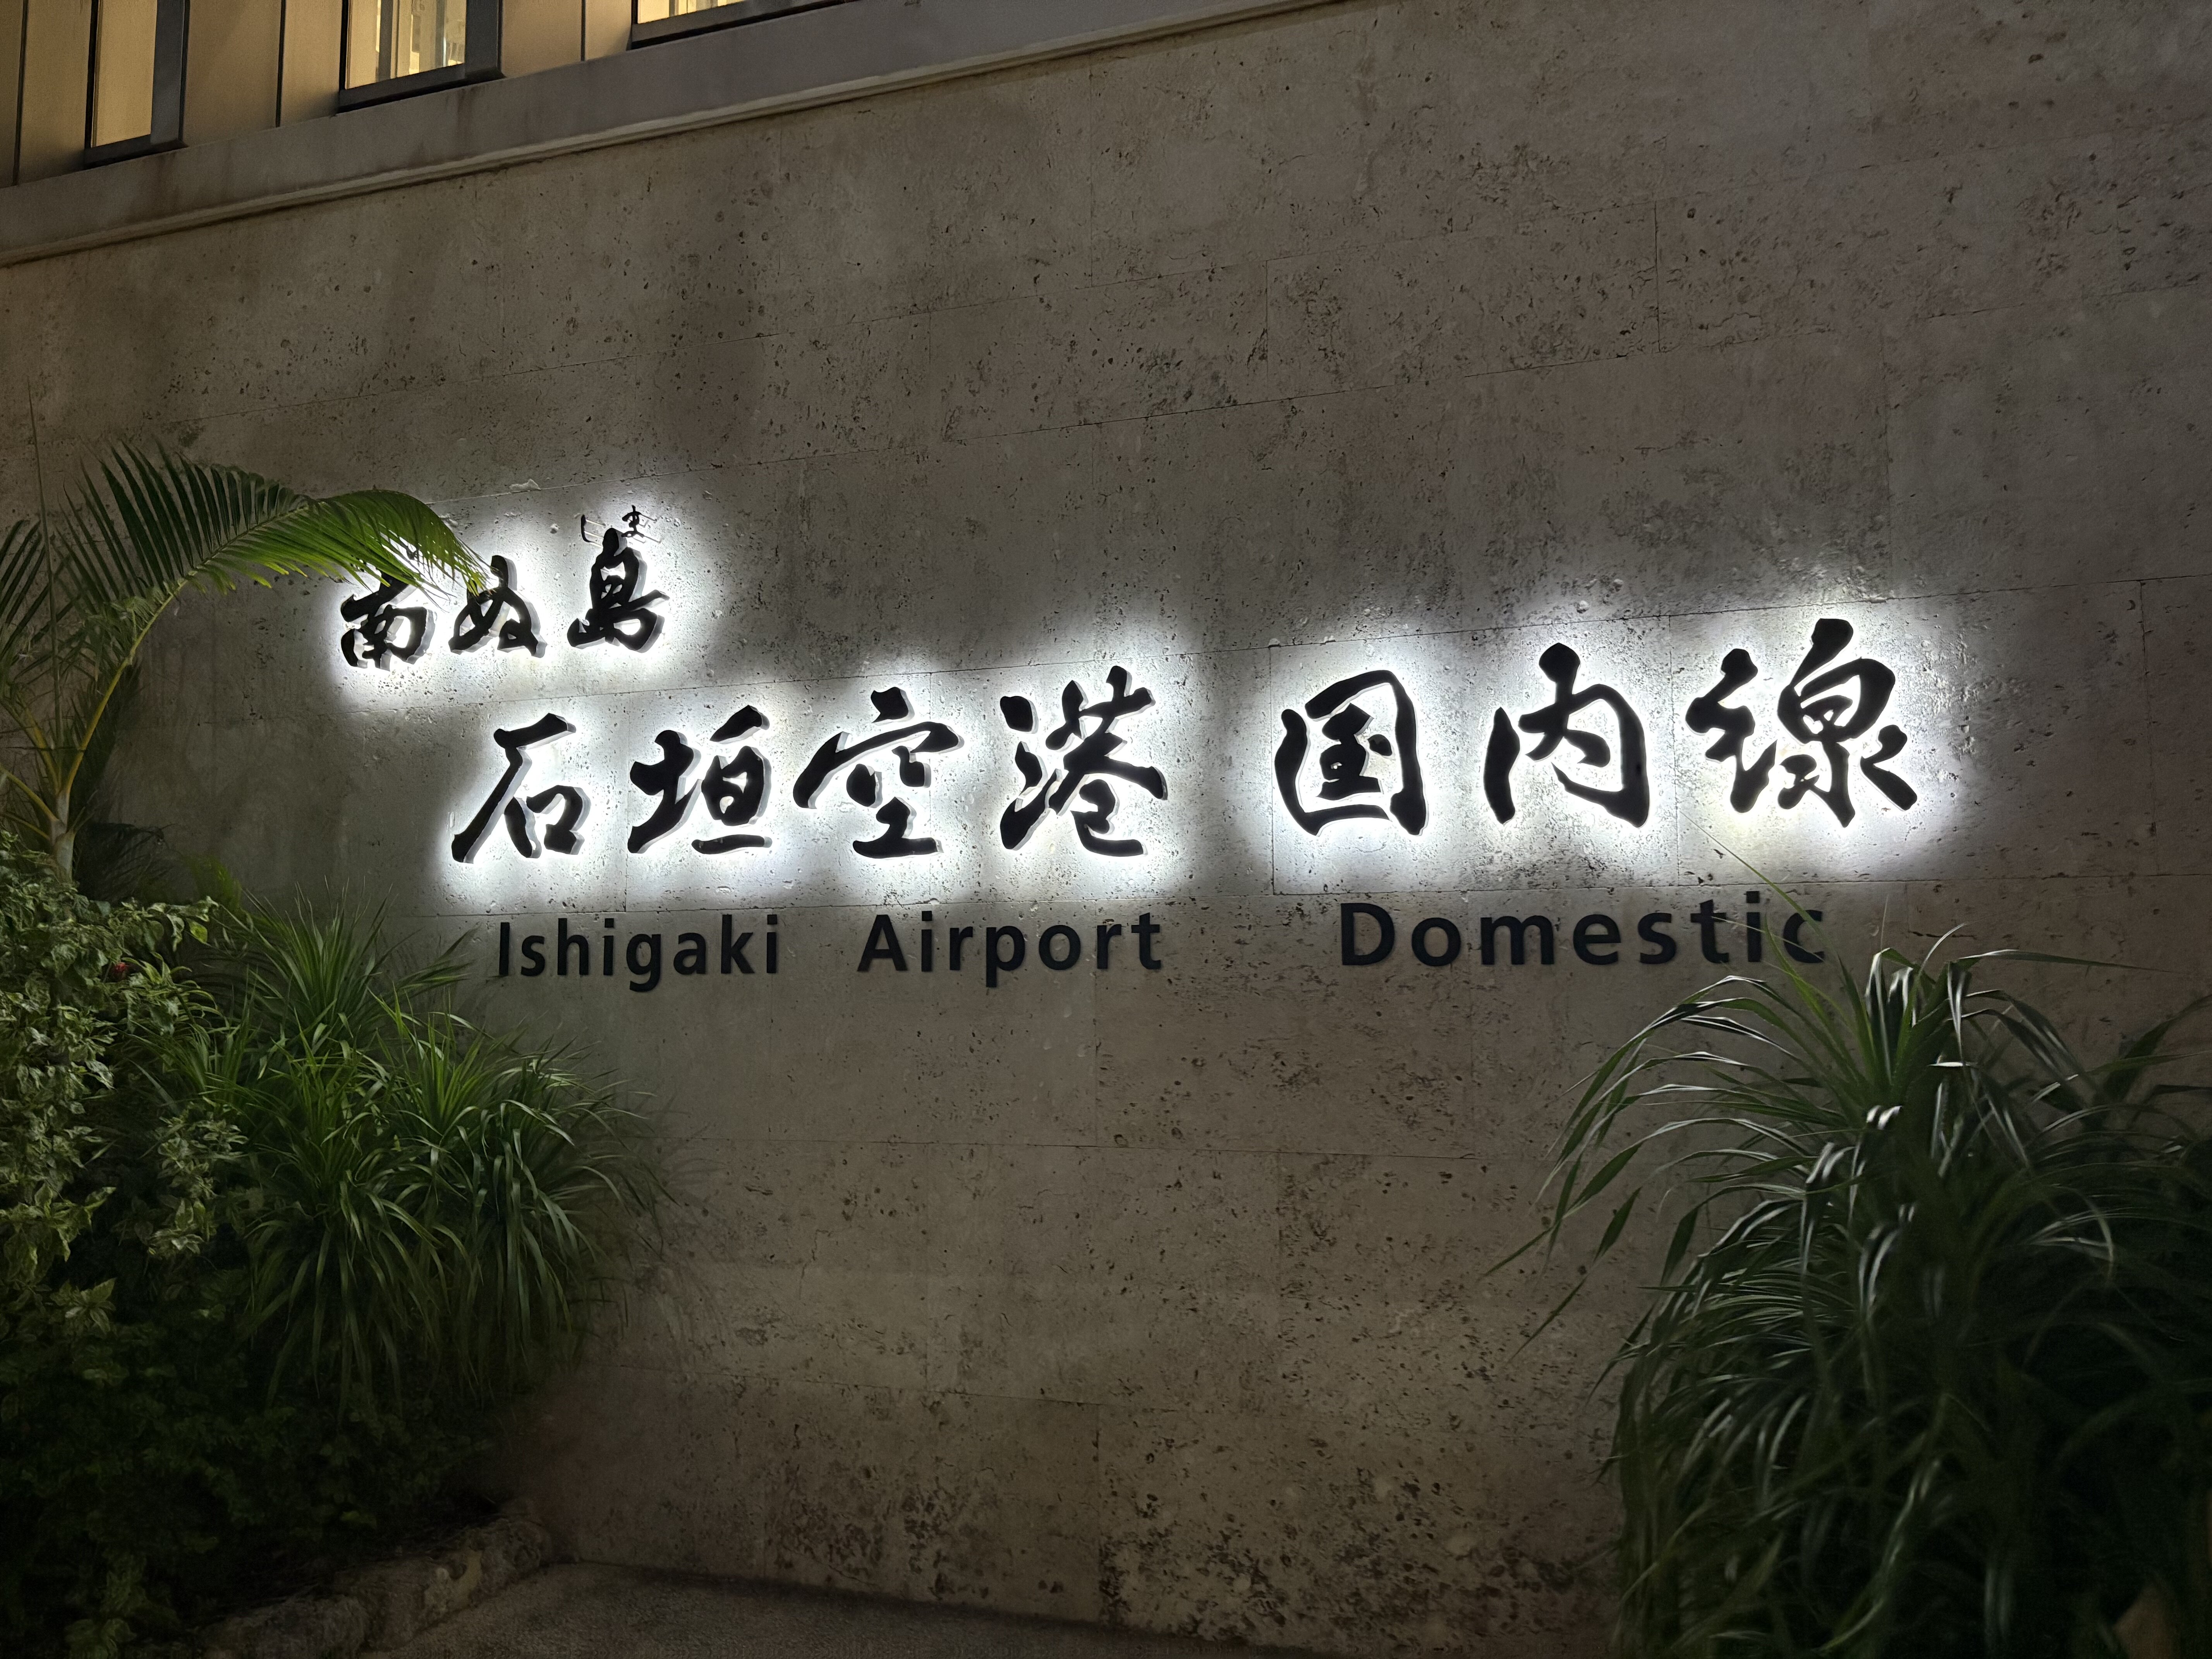 しま
南ぬ島
石垣空港 国内線
Ishigaki Airport Domestic